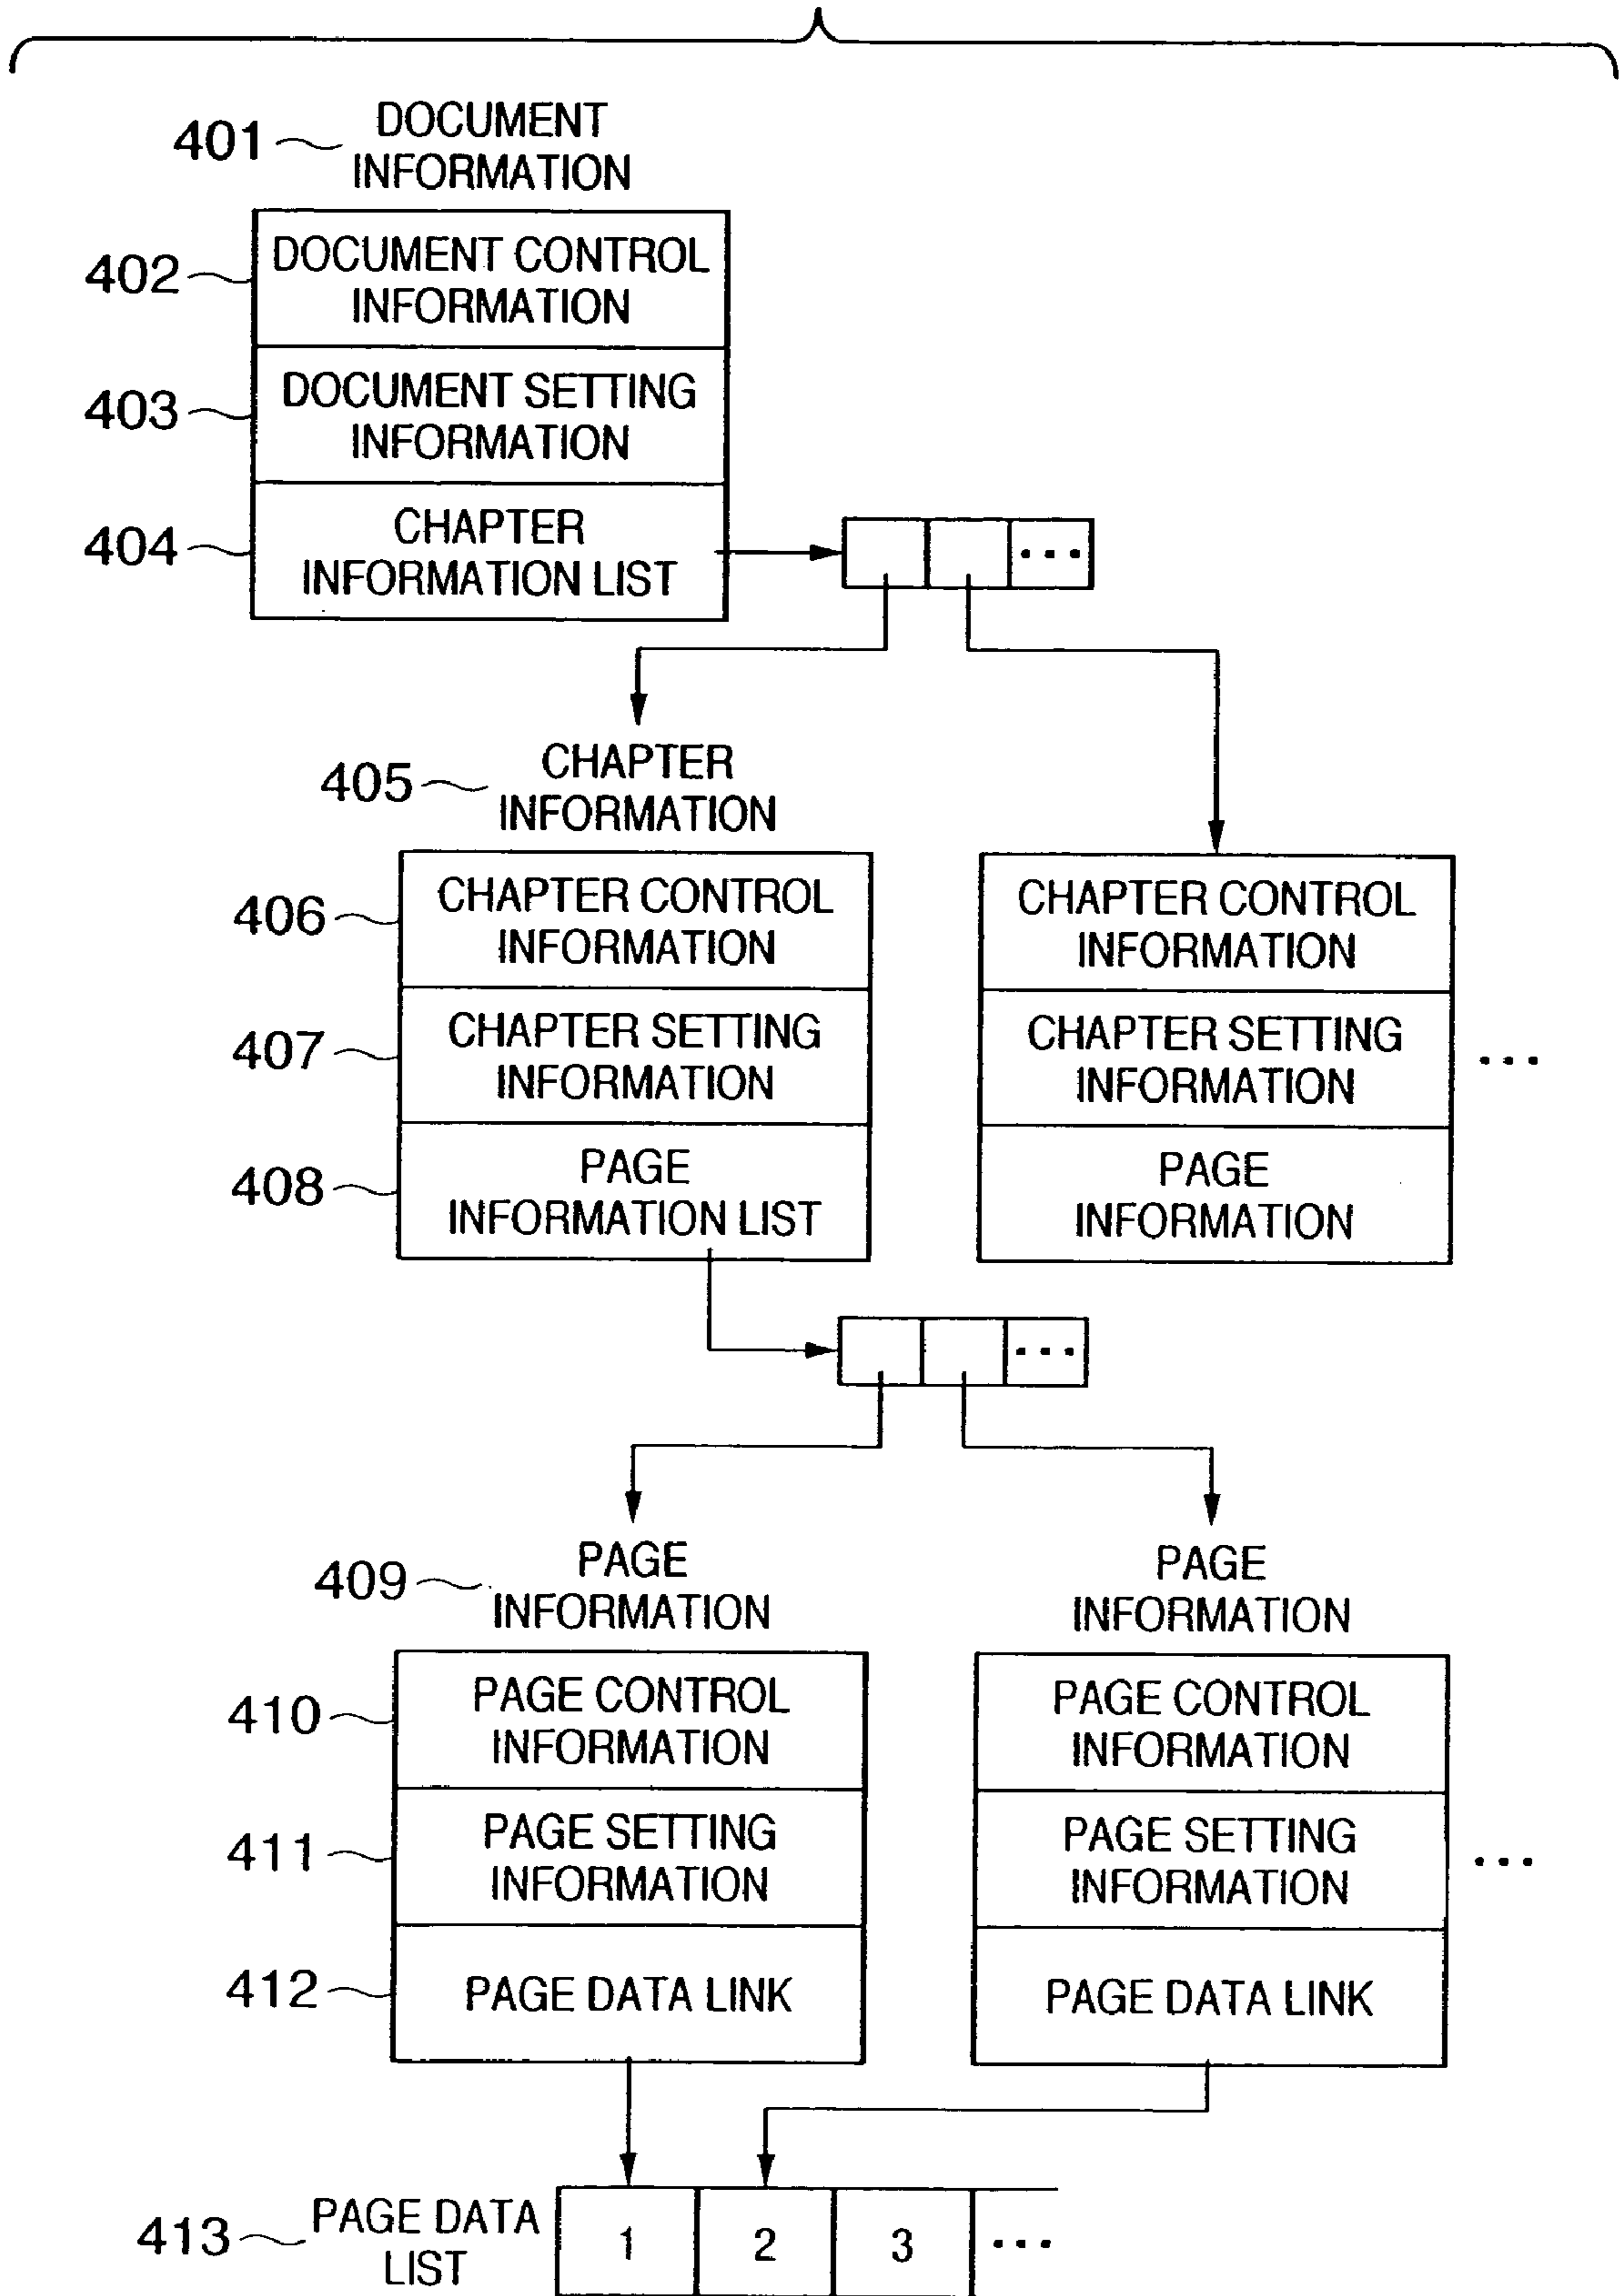 401 DOCUMENT
INFORMATION
402 DOCUMENT CONTROL
INFORMATION
403 DOCUMENT SETTING
INFORMATION
404 CHAPTER
INFORMATION LIST
...
405 CHAPTER
INFORMATION
406 CHAPTER CONTROL
INFORMATION
407 CHAPTER SETTING
INFORMATION
408 PAGE
INFORMATION LIST
CHAPTER CONTROL
INFORMATION
CHAPTER SETTING
INFORMATION
...
PAGE
INFORMATION
...
409 PAGE
INFORMATION
410 PAGE CONTROL
INFORMATION
411 PAGE SETTING
INFORMATION
412 PAGE DATA LINK
PAGE
INFORMATION
PAGE CONTROL
INFORMATION
PAGE SETTING
INFORMATION
...
PAGE DATA LINK
413 PAGE DATA
LIST
1 2 3 ...